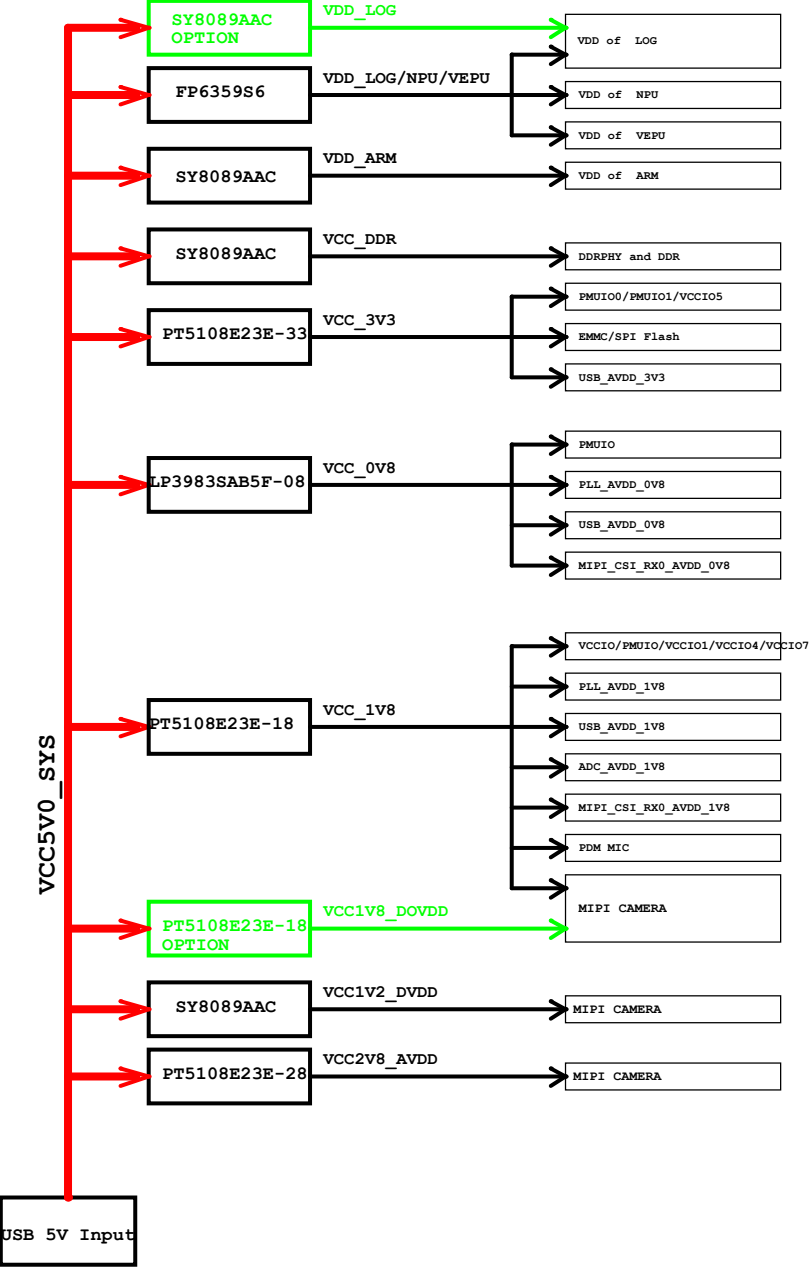 SY8089AAC
OPTION
VDD_LOG
VDD of  LOG
FP6359S6
VDD_LOG/NPU/VEPU
VDD of  NPU
VDD of  VEPU
SY8089AAC
VDD_ARM
VDD of  ARM
SY8089AAC
VCC_DDR
DDRPHY and DDR
PT5108E23E-33
VCC_3V3
PMUIO0/PMUIO1/VCCIO5
EMMC/SPI Flash
USB_AVDD_3V3
LP3983SAB5F-08
VCC_0V8
PMUIO
PLL_AVDD_0V8
USB_AVDD_0V8
MIPI_CSI_RX0_AVDD_0V8
PT5108E23E-18
VCC_1V8
VCCIO/PMUIO/VCCIO1/VCCIO4/VCCIO7
PLL_AVDD_1V8
USB_AVDD_1V8
ADC_AVDD_1V8
MIPI_CSI_RX0_AVDD_1V8
PDM MIC
MIPI CAMERA
VCC5V0_SYS
PT5108E23E-18
OPTION
VCC1V8_DOVDD
SY8089AAC
VCC1V2_DVDD
MIPI CAMERA
PT5108E23E-28
VCC2V8_AVDD
MIPI CAMERA
USB 5V Input